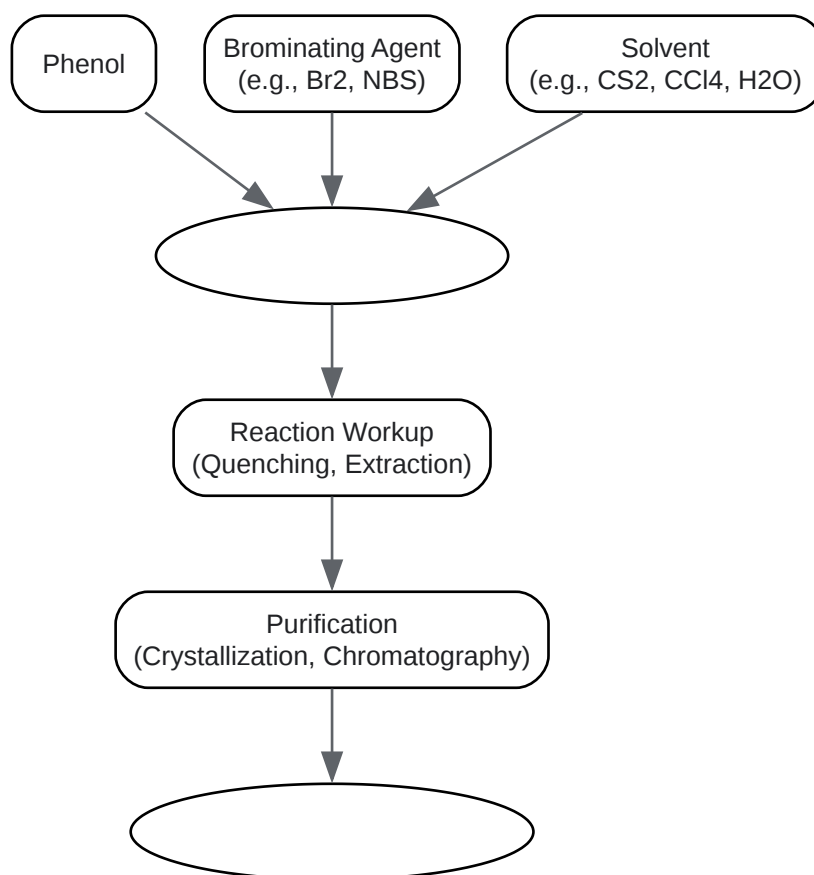 Phenol
Brominating Agent
(e.g., Br2, NBS)
Solvent
(e.g., CS2, CCl4, H2O)
Reaction Workup
(Quenching, Extraction)
Purification
(Crystallization, Chromatography)